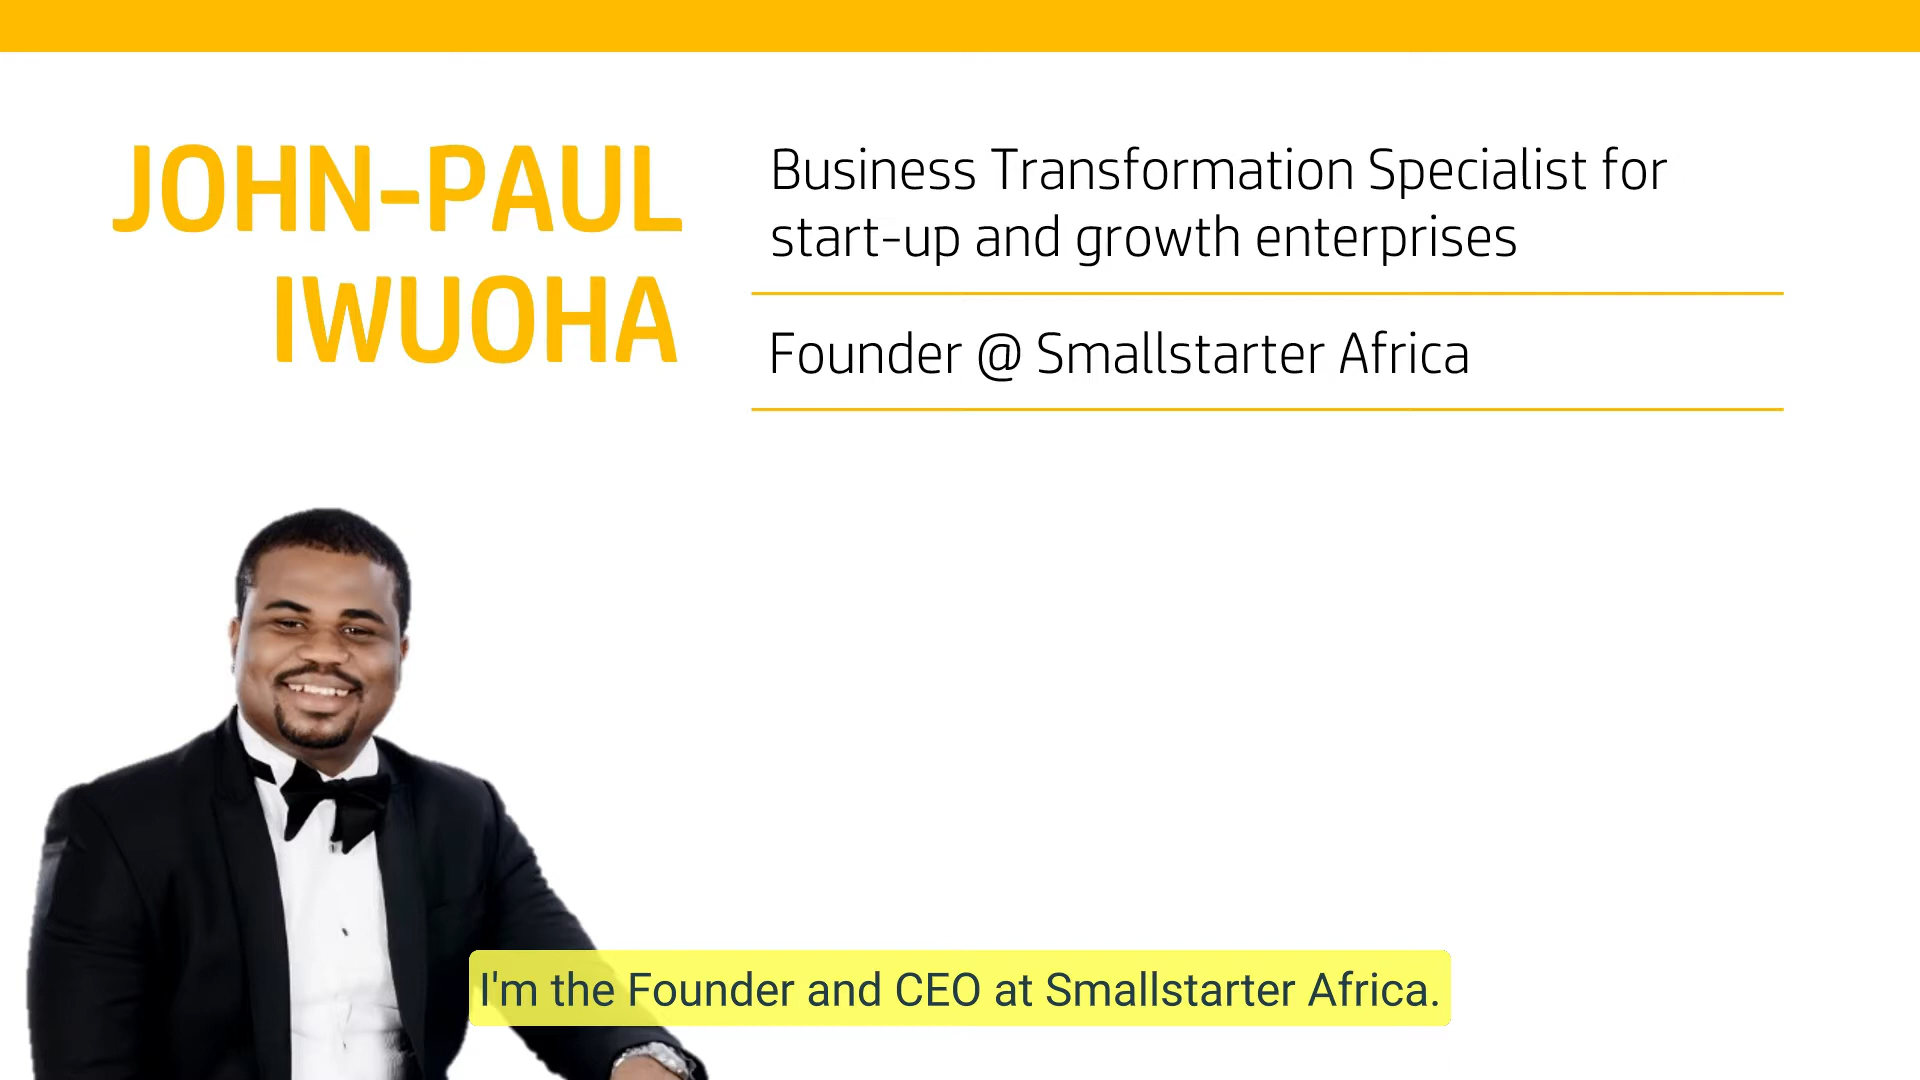 JOHN-PAUL
IWUOHA
Business Transformation Specialist for
start-up and growth enterprises
Founder @ Smallstarter Africa
I'm the Founder and CEO at Smallstarter Africa.